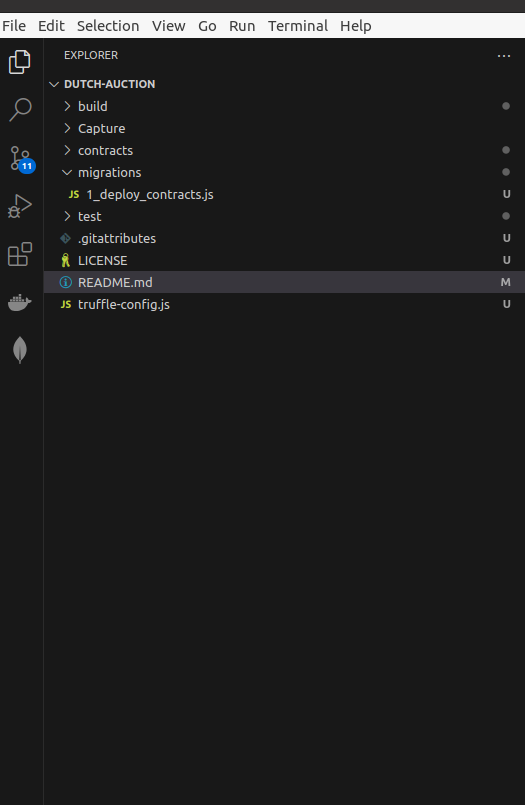 File Edit Selection View Go Run Terminal Help
EXPLORER ...
DUTCH-AUCTION
build
Capture
contracts
11
migrations
JS 1_deploy_contracts.js U
test
.gitattributes U
LICENSE U
README.md M
JS truffle-config.js U